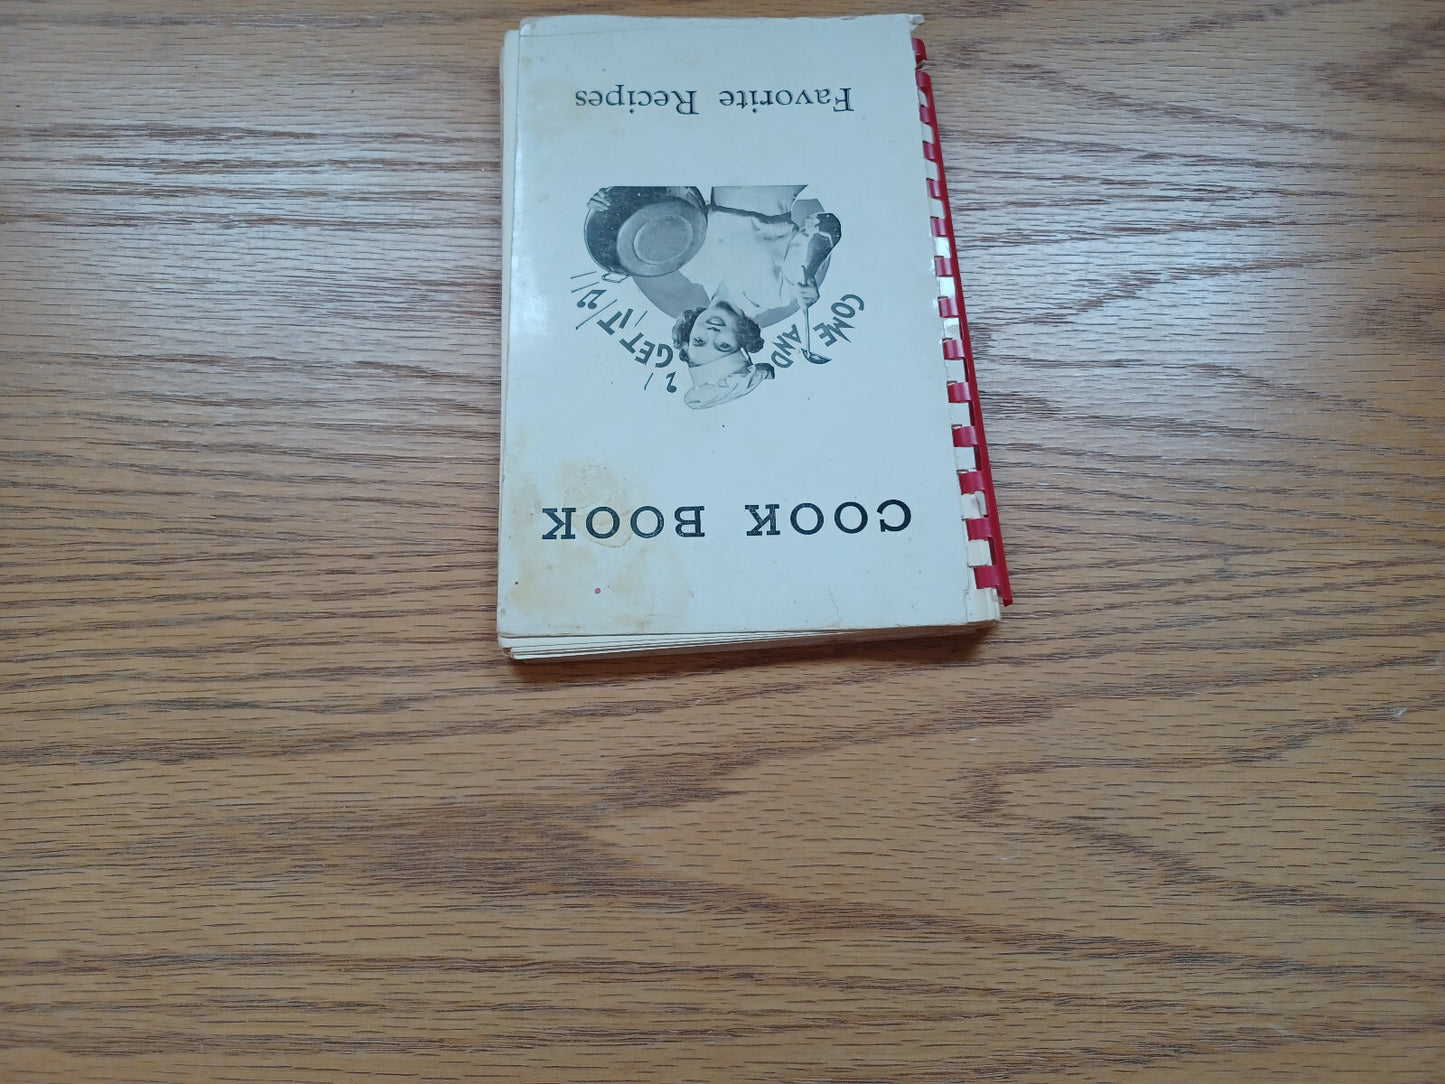 COOK BOOK
COME AND GET IT!
Favorite Recipes